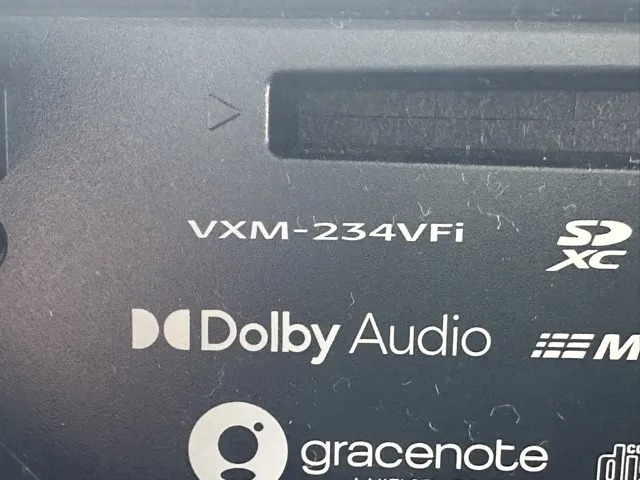 VXM-234VFi
SD
XC
Dolby Audio
gracenote